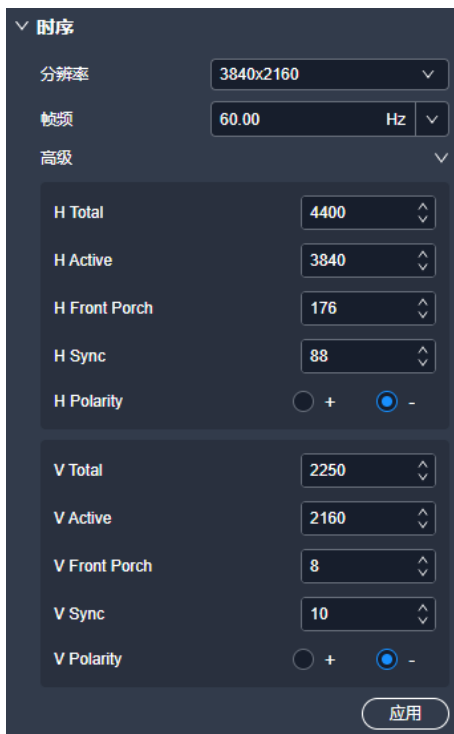 时序
分辨率 3840x2160
帧频 60.00 Hz
高级
H Total 4400
H Active 3840
H Front Porch 176
H Sync 88
H Polarity + -
V Total 2250
V Active 2160
V Front Porch 8
V Sync 10
V Polarity + -
应用